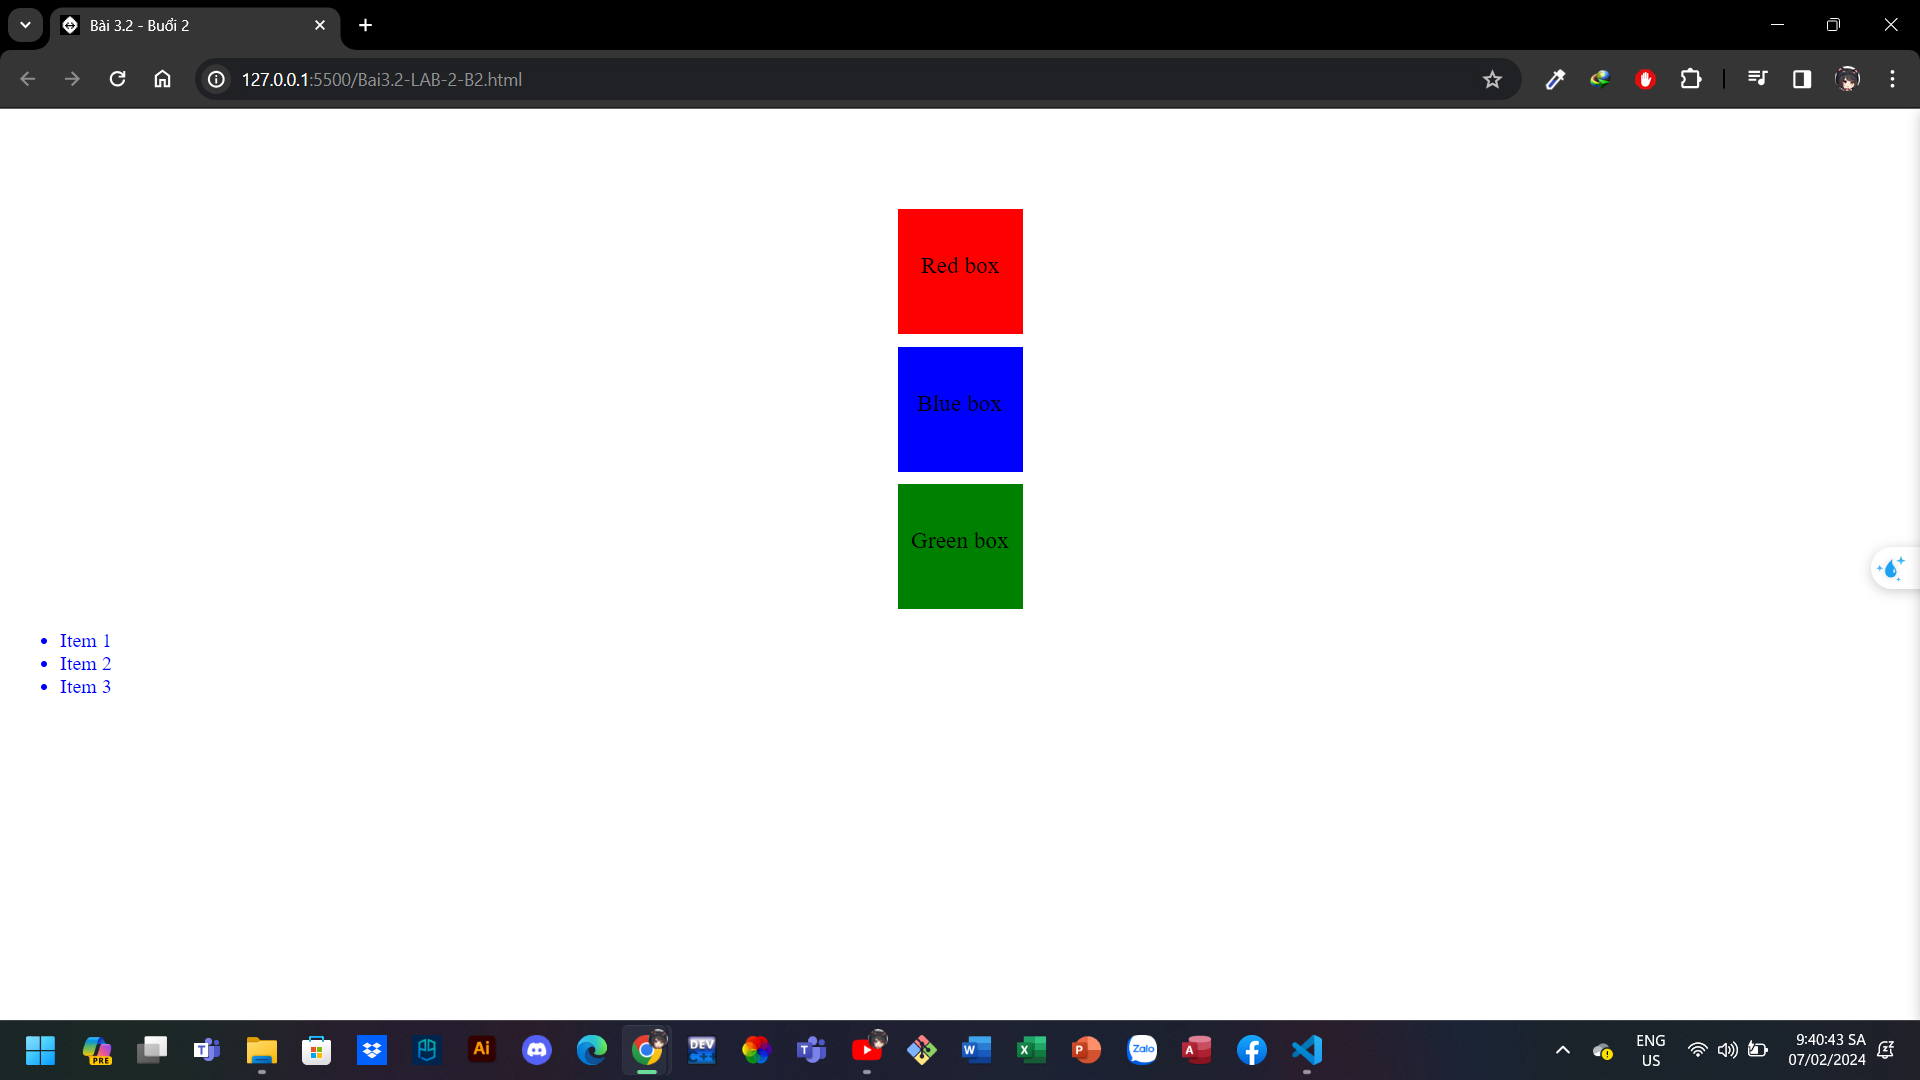 Bài 3.2 - Buổi 2
127.0.0.1:5500/Bai3.2-LAB-2-B2.html
Red box
Blue box
Green box
Item 1
Item 2
Item 3
PRE
T
Ai
DEV
C++
W
X
P
Zalo
A
ENG
US
9:40:43 SA
07/02/2024